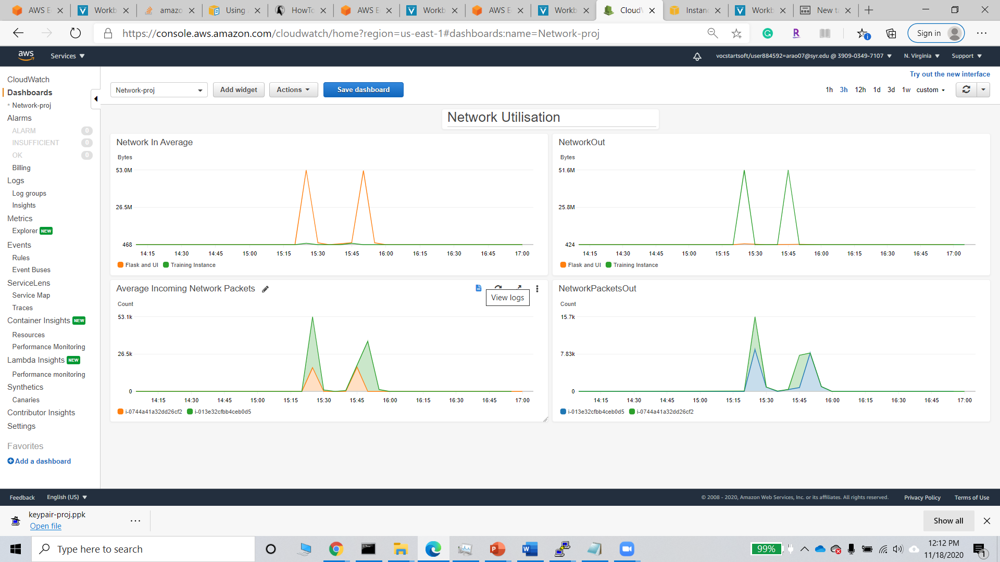 AWS E
Workb
amazo
Using
HowTo
AWS E
Workb
AWS E
Workb
Cloud
Instan
Workb
New ta
https://console.aws.amazon.com/cloudwatch/home?region=us-east-1#dashboards:name=Network-proj
Sign in
aws
Services
vocstartsoft/user884592=arao07@syr.edu @ 3909-0349-7107
N. Virginia
Support
CloudWatch
Dashboards
* Network-proj
Alarms
ALARM 0
INSUFFICIENT 0
OK 0
Billing
Logs
Log groups
Insights
Metrics
Explorer NEW
Events
Rules
Event Buses
ServiceLens
Service Map
Traces
Container Insights NEW
Resources
Performance Monitoring
Lambda Insights NEW
Performance monitoring
Synthetics
Canaries
Contributor Insights
Settings
Favorites
Add a dashboard
Try out the new interface
Network-proj
Add widget
Actions
Save dashboard
1h 3h 12h 1d 3d 1w custom
Network Utilisation
Network In Average
Bytes
53.0M
26.5M
468
14:15 14:30 14:45 15:00 15:15 15:30 15:45 16:00 16:15 16:30 16:45 17:00
Flask and UI Training Instance
NetworkOut
Bytes
51.6M
25.8M
424
14:15 14:30 14:45 15:00 15:15 15:30 15:45 16:00 16:15 16:30 16:45 17:00
Flask and UI Training Instance
Average Incoming Network Packets
View logs
Count
53.1k
26.5k
0
14:15 14:30 14:45 15:00 15:15 15:30 15:45 16:00 16:15 16:30 16:45 17:00
i-0744a41a32dd26cf2 i-013e32cfbb4ceb0d5
NetworkPacketsOut
Count
15.7k
7.83k
0
14:15 14:30 14:45 15:00 15:15 15:30 15:45 16:00 16:15 16:30 16:45 17:00
i-013e32cfbb4ceb0d5 i-0744a41a32dd26cf2
Feedback
English (US)
© 2008 - 2020, Amazon Web Services, Inc. or its affiliates. All rights reserved.
Privacy Policy
Terms of Use
keypair-proj.ppk
Open file
Show all
Type here to search
99%
12:12 PM
11/18/2020
1